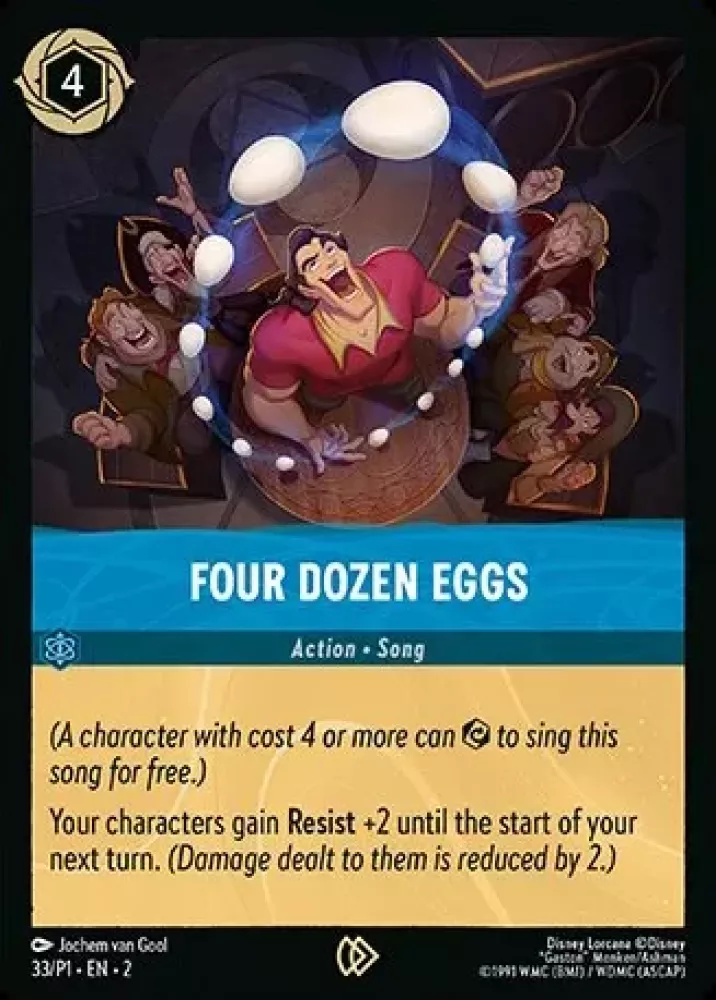 4
FOUR DOZEN EGGS
Action • Song
(A character with cost 4 or more can to sing this
song for free.)
Your characters gain Resist +2 until the start of your
next turn. (Damage dealt to them is reduced by 2.)
Jochem van Gool
33/P1 • EN • 2
Disney Lorcana ©Disney
"Gaston" Menken/Ashman
©1991 WMC (BMI) / WDMC (ASCAP)